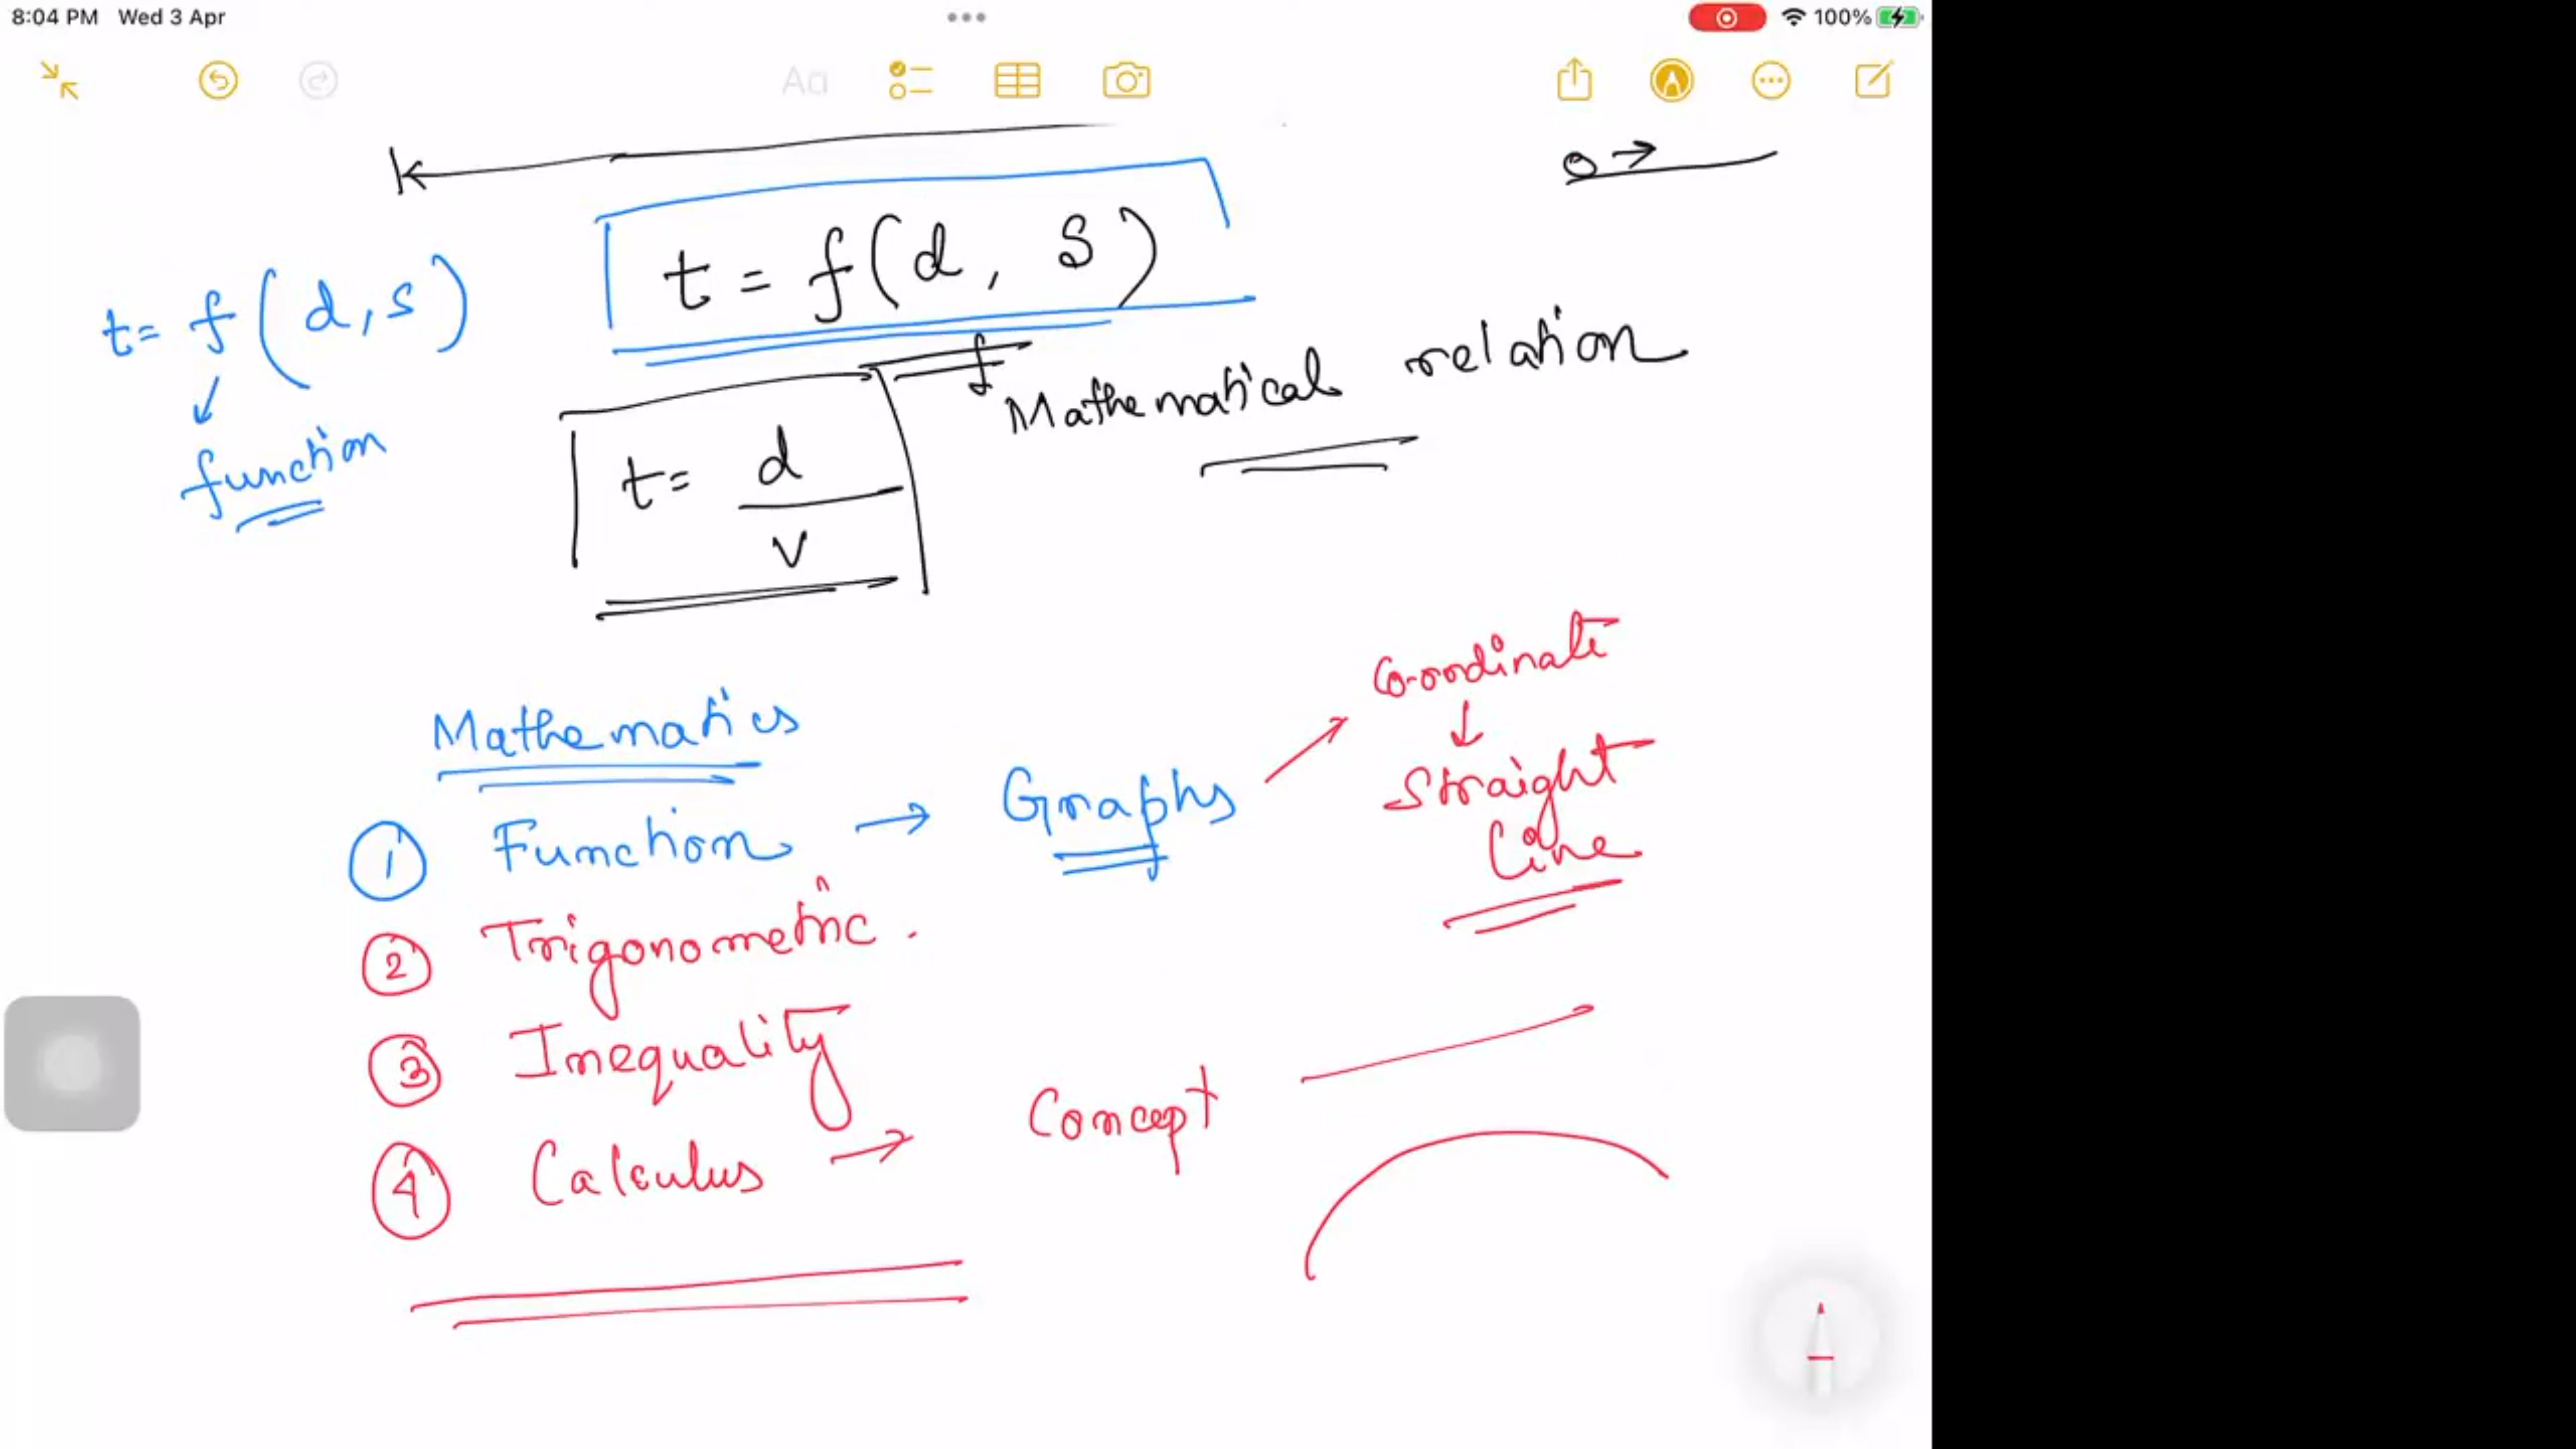 8:04 PM Wed 3 Apr
100%
Aa
t = f(d, S)
t= f(d,s)
function
f
Mathematical relation
t= d
v
Co-ordinate
Straight
Line
Mathematics
1 Function → Graphs
2 Trigonometric.
3 Inequality
4 Calculus → Concept